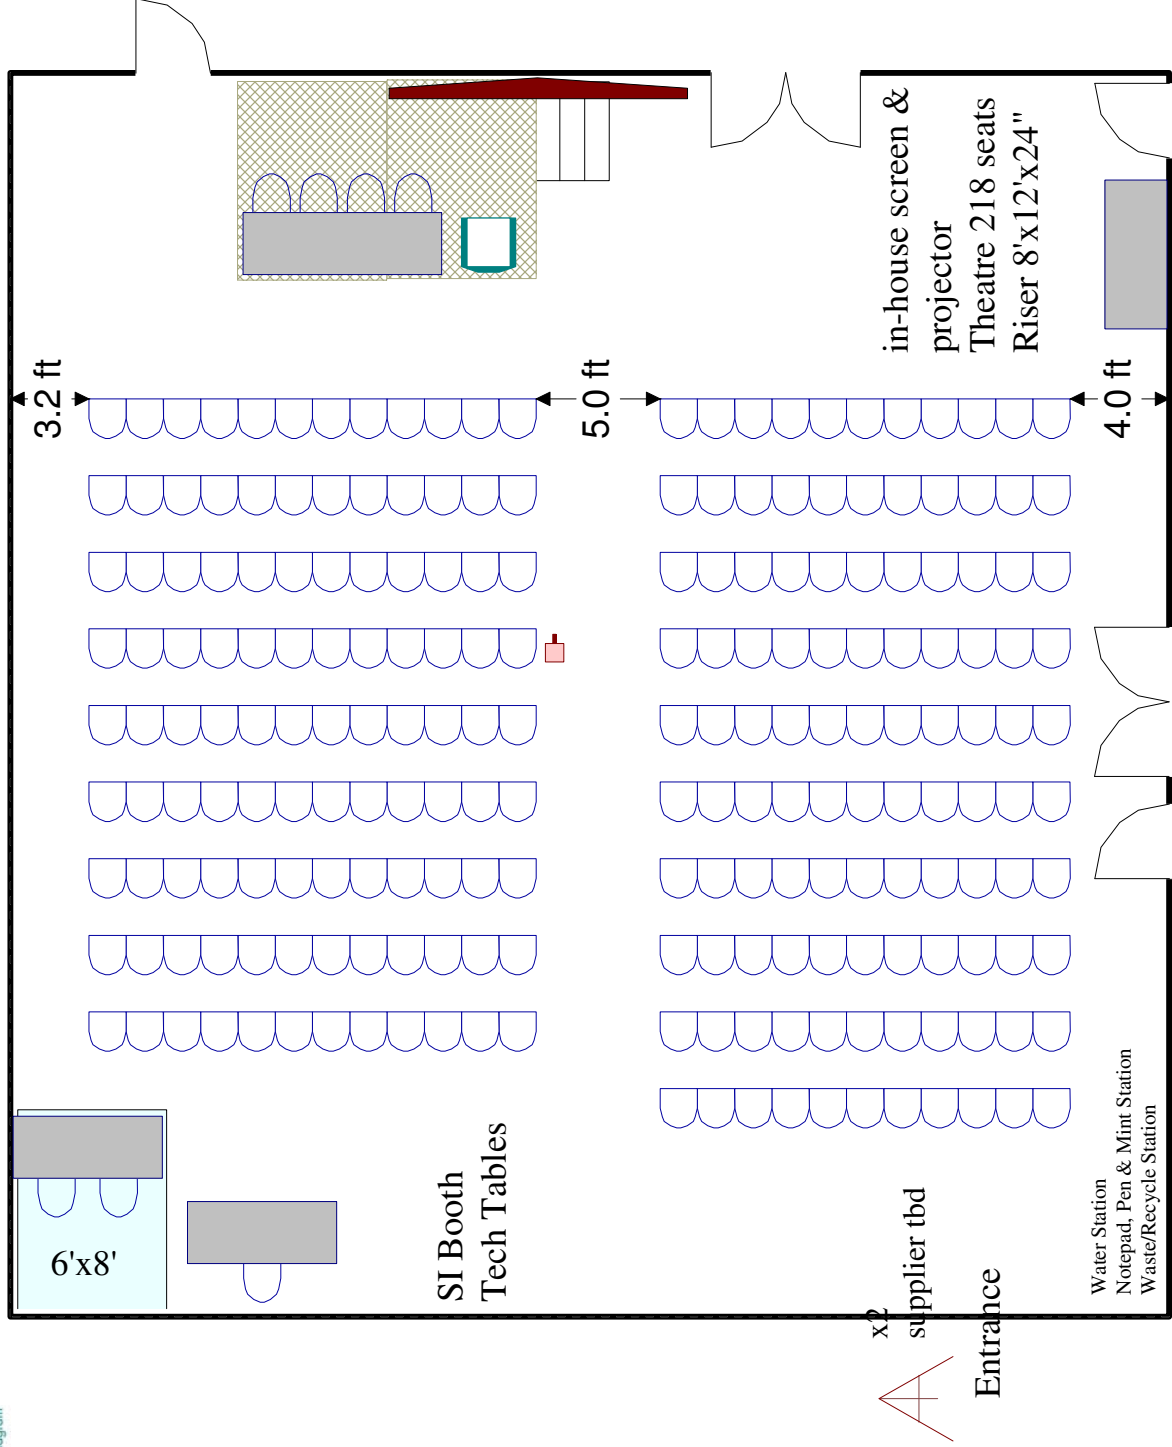 3.2 ft
5.0 ft
4.0 ft
in-house screen &
projector
Theatre 218 seats
Riser 8'x12'x24"
6'x8'
SI Booth
Tech Tables
x2
supplier tbd
Entrance
Water Station
Notepad, Pen & Mint Station
Waste/Recycle Station